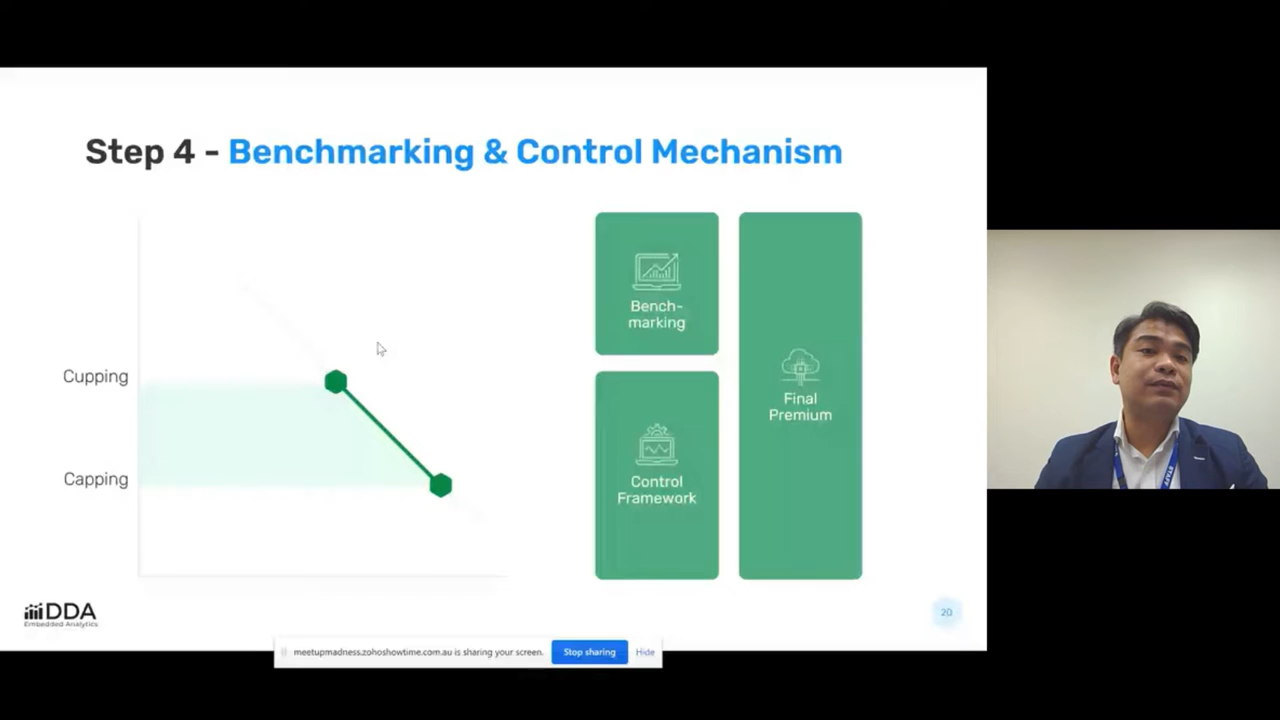 Step 4 - Benchmarking & Control Mechanism
Cupping
Capping
Bench-
marking
Control
Framework
Final
Premium
DDA
Embedded Analytics
20
meetupmadness.zohoshowtime.com.au is sharing your screen.
Stop sharing
Hide
STAFF